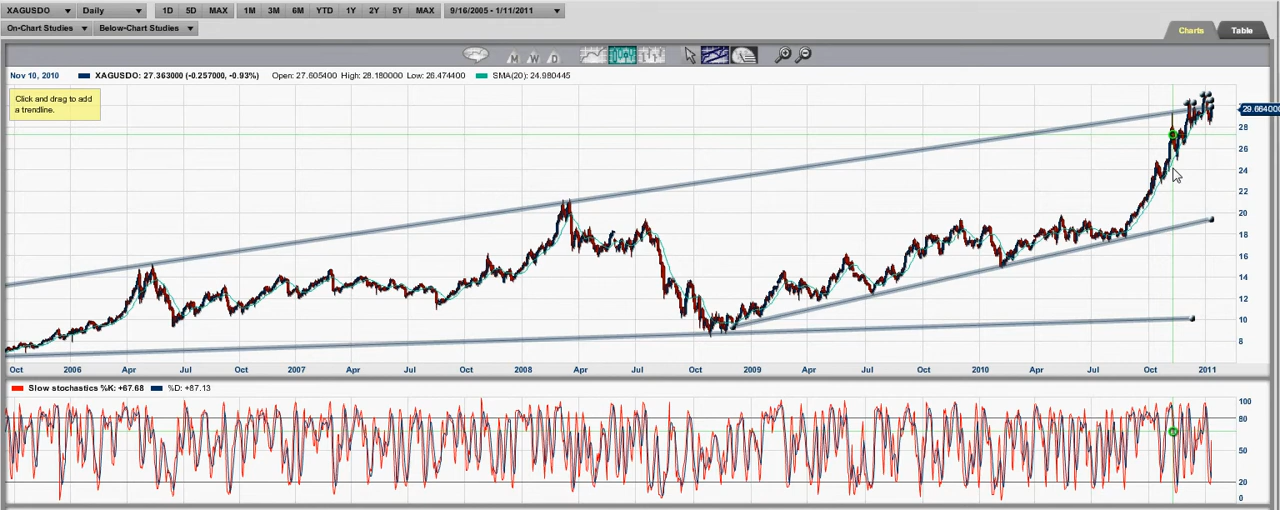 XAGUSDO Daily 1D 5D MAX 1M 3M 6M YTD 1Y 2Y 5Y MAX 9/16/2005 - 1/11/2011
On-Chart Studies Below-Chart Studies
Charts Table
M W D
Nov 10, 2010 XAGUSDO: 27.363000 (-0.257000, -0.93%) Open: 27.605400 High: 28.180000 Low: 26.474400 SMA(20): 24.980445
Click and drag to add
a trendline.
29.664000
28
26
24
22
20
18
16
14
12
10
8
Oct 2006 Apr Jul Oct 2007 Apr Jul Oct 2008 Apr Jul Oct 2009 Apr Jul Oct 2010 Apr Jul Oct 2011
Slow stochastics %K: +67.68 %D: +87.13
100
80
50
20
0